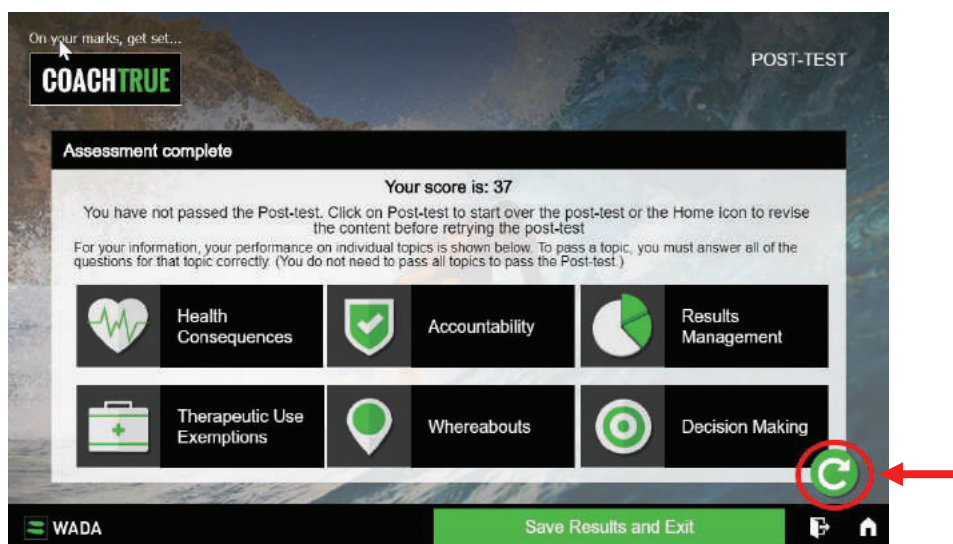 On your marks, get set...
COACHTRUE
POST-TEST
Assessment complete
Your score is: 37
You have not passed the Post-test. Click on Post-test to start over the post-test or the Home Icon to revise
the content before retrying the post-test
For your information, your performance on individual topics is shown below. To pass a topic, you must answer all of the
questions for that topic correctly. (You do not need to pass all topics to pass the Post-test.)
Health
Consequences
Accountability
Results
Management
Therapeutic Use
Exemptions
Whereabouts
Decision Making
WADA
Save Results and Exit